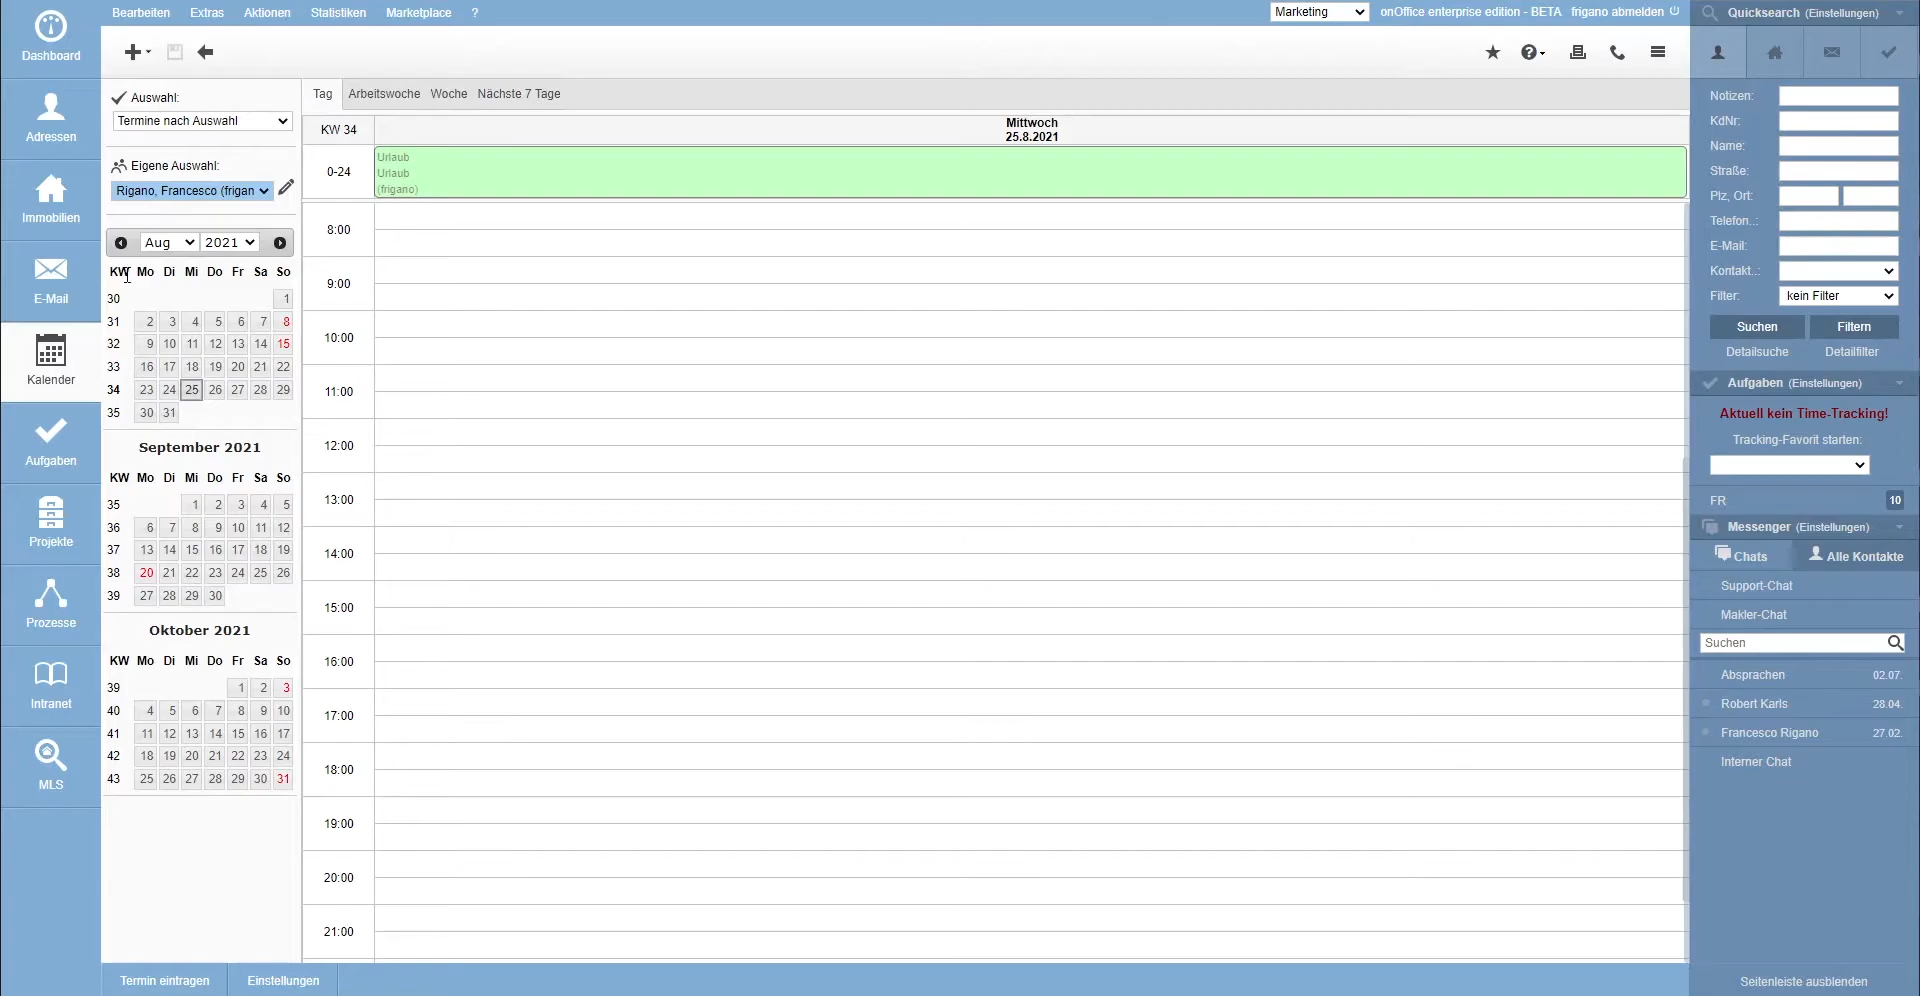 Bearbeiten Extras Aktionen Statistiken Marketplace ?
Marketing onOffice enterprise edition - BETA frigano abmelden
Dashboard
Adressen
Immobilien
E-Mail
Kalender
Aufgaben
Projekte
Prozesse
Intranet
MLS
Auswahl:
Termine nach Auswahl
Eigene Auswahl:
Rigano, Francesco (frigan
Aug 2021
KW Mo Di Mi Do Fr Sa So
30 1
31 2 3 4 5 6 7 8
32 9 10 11 12 13 14 15
33 16 17 18 19 20 21 22
34 23 24 25 26 27 28 29
35 30 31
September 2021
KW Mo Di Mi Do Fr Sa So
35 1 2 3 4 5
36 6 7 8 9 10 11 12
37 13 14 15 16 17 18 19
38 20 21 22 23 24 25 26
39 27 28 29 30
Oktober 2021
KW Mo Di Mi Do Fr Sa So
39 1 2 3
40 4 5 6 7 8 9 10
41 11 12 13 14 15 16 17
42 18 19 20 21 22 23 24
43 25 26 27 28 29 30 31
Tag Arbeitswoche Woche Nächste 7 Tage
KW 34 Mittwoch
25.8.2021
0-24
Urlaub
Urlaub
(frigano)
8:00
9:00
10:00
11:00
12:00
13:00
14:00
15:00
16:00
17:00
18:00
19:00
20:00
21:00
Termin eintragen Einstellungen
Quicksearch (Einstellungen)
Notizen:
KdNr:
Name:
Straße:
Plz, Ort:
Telefon..:
E-Mail:
Kontakt..:
Filter: kein Filter
Suchen Filtern
Detailsuche Detailfilter
Aufgaben (Einstellungen)
Aktuell kein Time-Tracking!
Tracking-Favorit starten:
FR 10
Messenger (Einstellungen)
Chats Alle Kontakte
Support-Chat
Makler-Chat
Suchen
Absprachen 02.07.
Robert Karls 28.04.
Francesco Rigano 27.02.
Interner Chat
Seitenleiste ausblenden